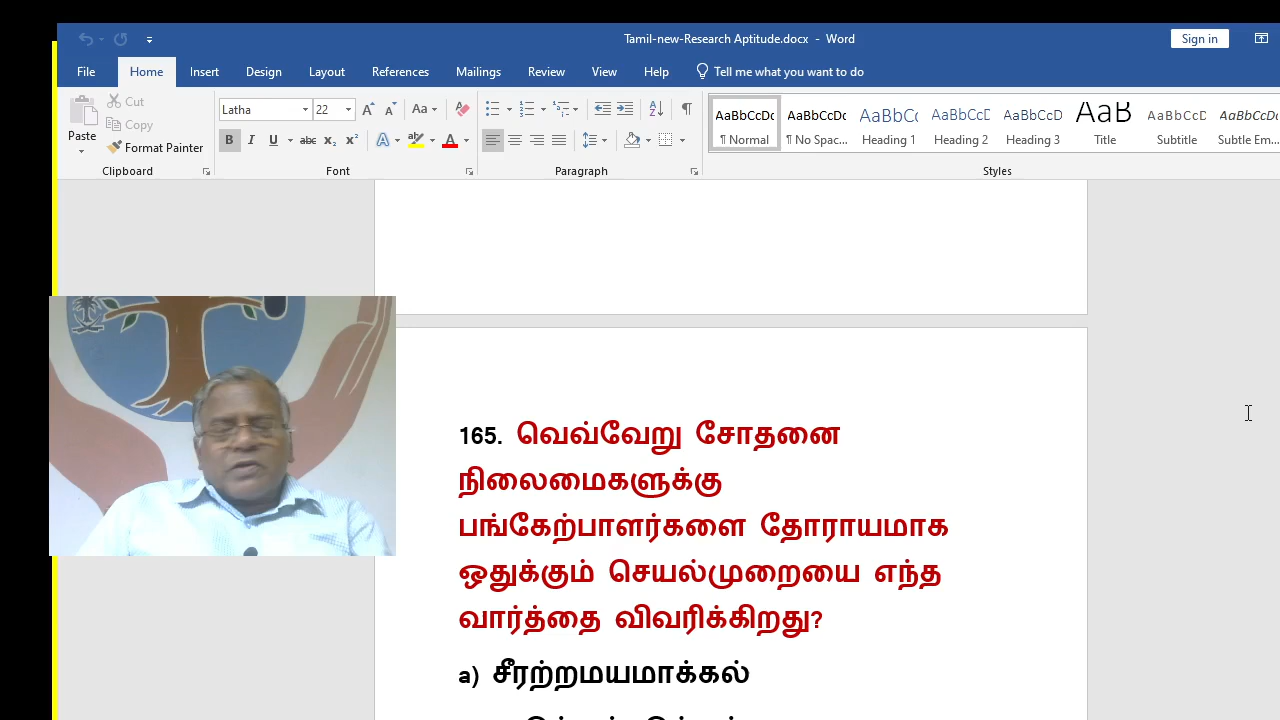 Tamil-new-Research Aptitude.docx - Word
Sign in
File Home Insert Design Layout References Mailings Review View Help Tell me what you want to do
Cut
Copy
Paste
Format Painter
Clipboard
Latha 22
Font
Paragraph
AaBbCcDc ¶ Normal
AaBbCcDc ¶ No Spac...
AaBbCc Heading 1
AaBbCcD Heading 2
AaBbCcD Heading 3
AaB Title
AaBbCcD Subtitle
AaBbCcDc Subtle Em...
Styles
165. வெவ்வேறு சோதனை
நிலைமைகளுக்கு
பங்கேற்பாளர்களை தோராயமாக
ஒதுக்கும் செயல்முறையை எந்த
வார்த்தை விவரிக்கிறது?
a) சீரற்றமயமாக்கல்